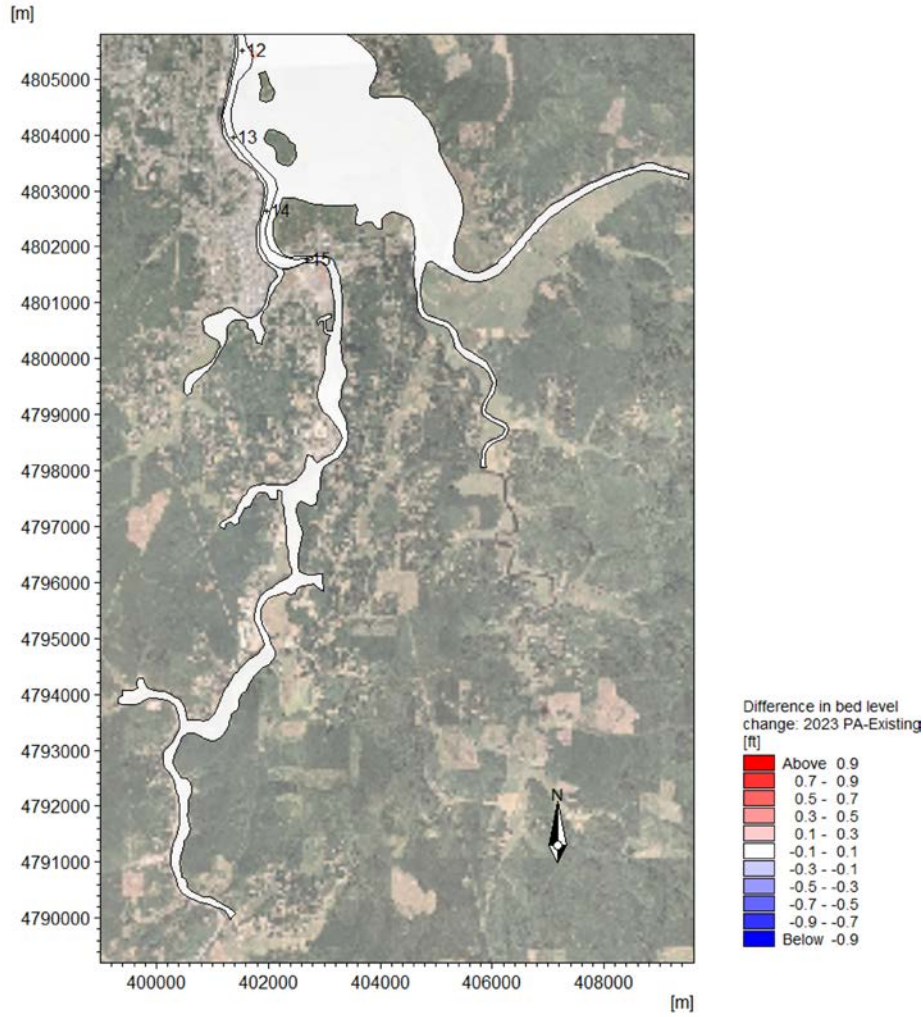 [m]
12
4805000
13
4804000
4803000
14
4802000
15
4801000
4800000
4799000
4798000
4797000
4796000
4795000
4794000
4793000
4792000
4791000
4790000
N
400000 402000 404000 406000 408000
[m]
Difference in bed level
change: 2023 PA-Existing
[ft]
Above 0.9
0.7 - 0.9
0.5 - 0.7
0.3 - 0.5
0.1 - 0.3
-0.1 - 0.1
-0.3 - -0.1
-0.5 - -0.3
-0.7 - -0.5
-0.9 - -0.7
Below -0.9